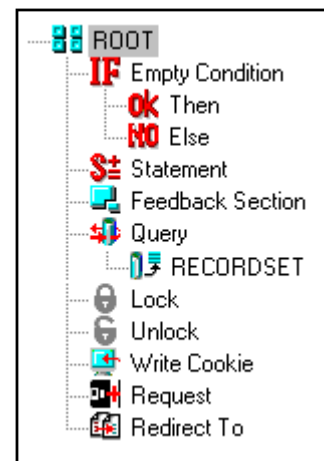 ROOT
IF Empty Condition
Ok Then
NO Else
S± Statement
Feedback Section
Query
RECORDSET
Lock
Unlock
Write Cookie
Request
Redirect To